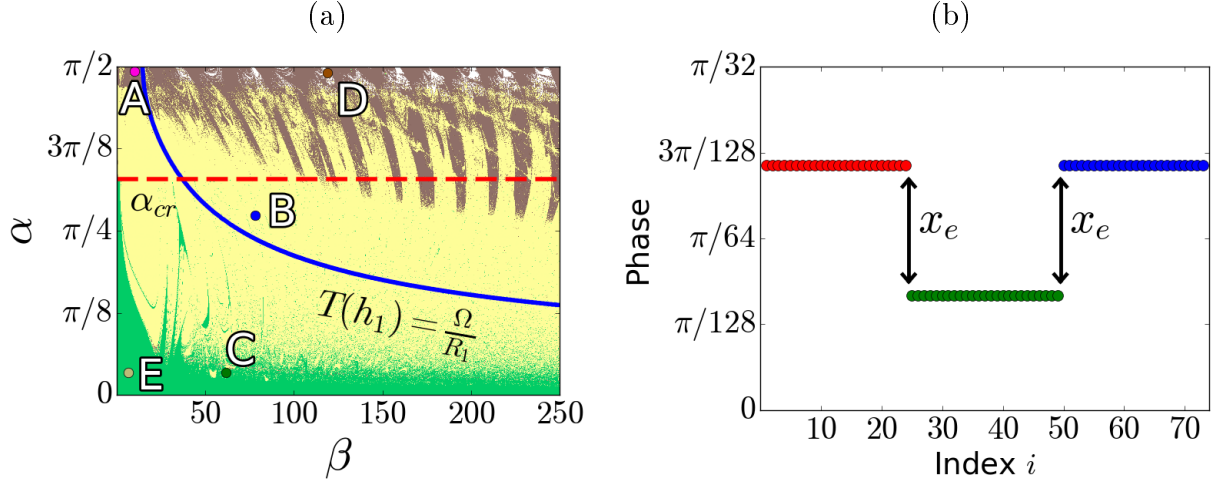 (a)
π/2
3π/8
π/4
π/8
0
α
A
D
α_cr
B
T(h_1) = Ω/R_1
C
E
50
100
150
200
250
β
(b)
π/32
3π/128
π/64
π/128
0
Phase
x_e
x_e
10
20
30
40
50
60
70
Index i